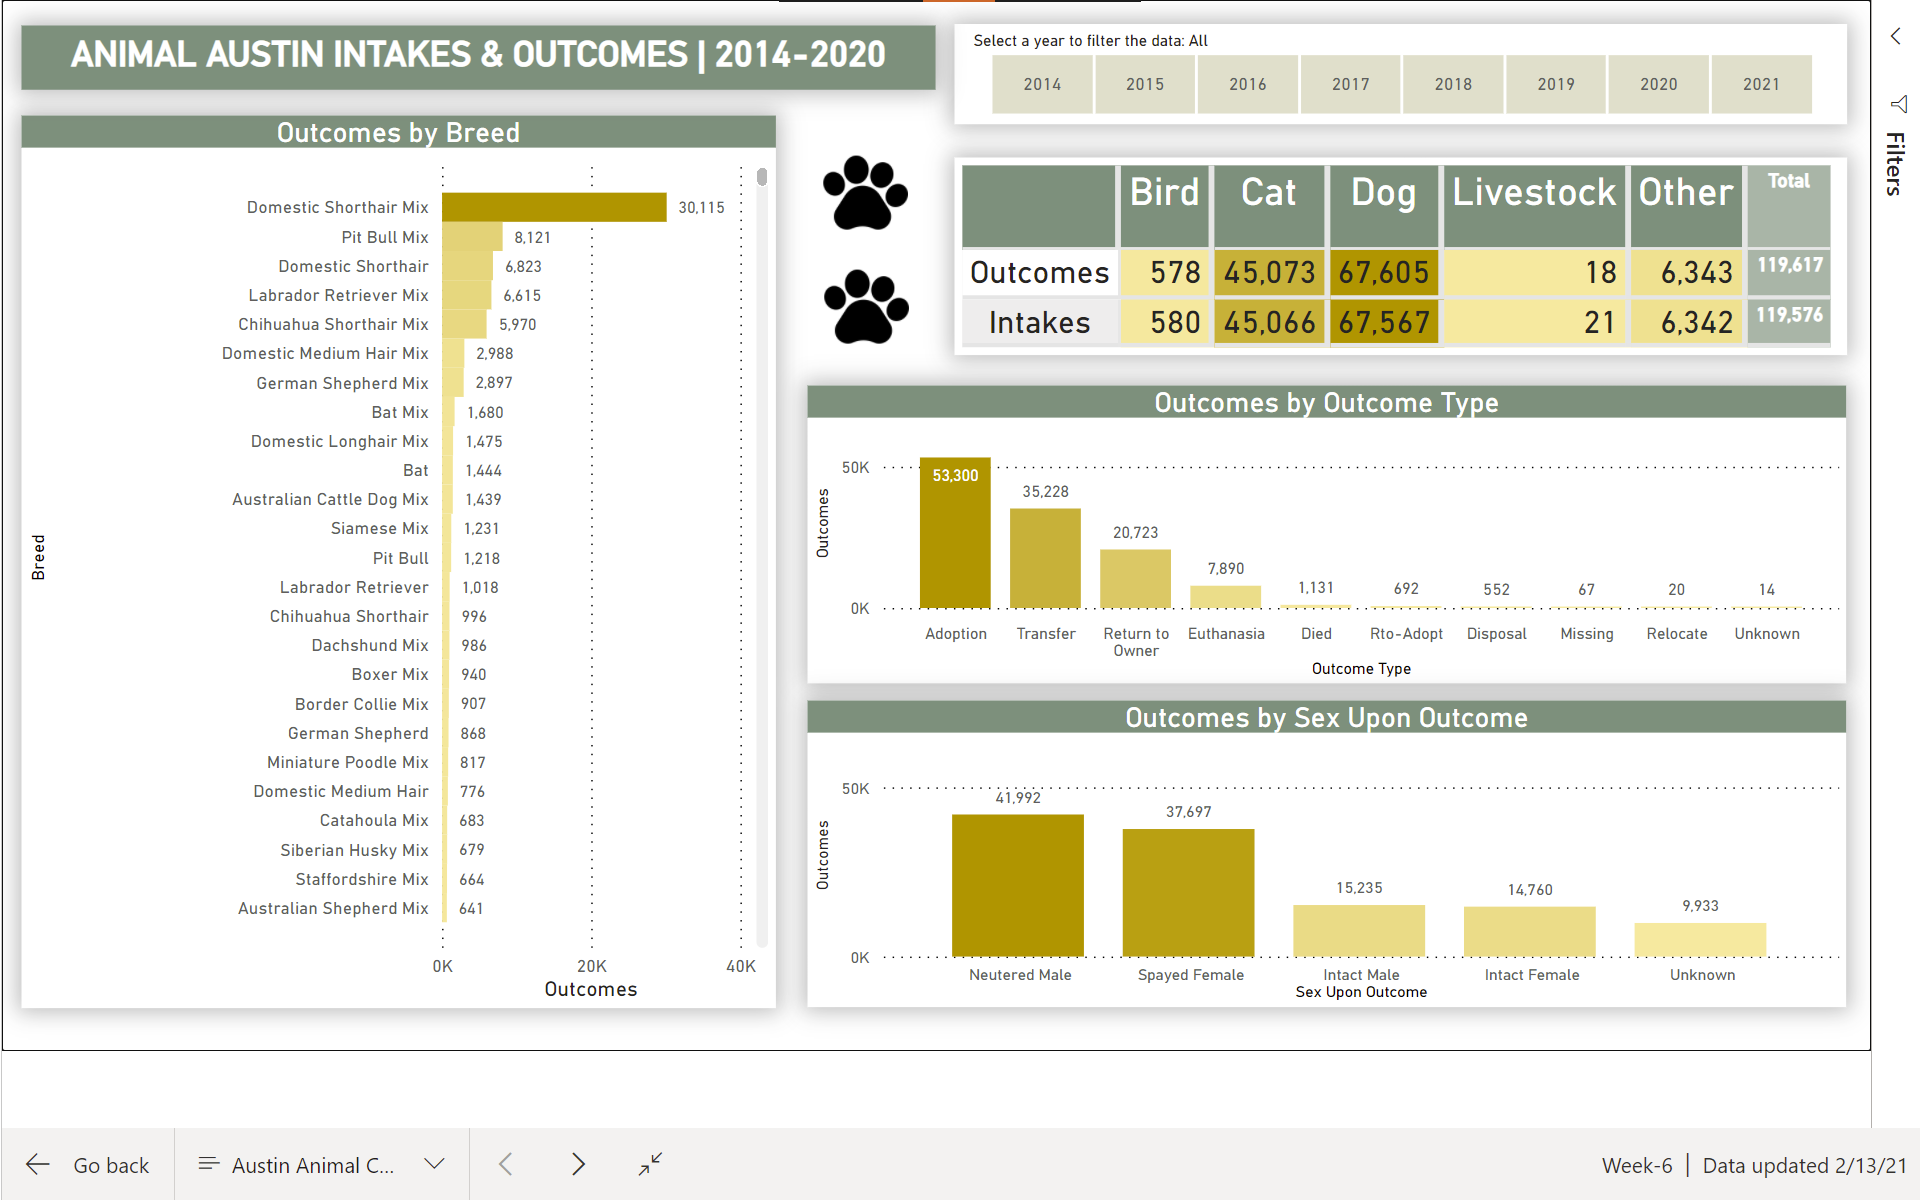 ANIMAL AUSTIN INTAKES & OUTCOMES | 2014-2020
Select a year to filter the data: All
2014 2015 2016 2017 2018 2019 2020 2021
Filters
Outcomes by Breed
Breed
Domestic Shorthair Mix 30,115
Pit Bull Mix 8,121
Domestic Shorthair 6,823
Labrador Retriever Mix 6,615
Chihuahua Shorthair Mix 5,970
Domestic Medium Hair Mix 2,988
German Shepherd Mix 2,897
Bat Mix 1,680
Domestic Longhair Mix 1,475
Bat 1,444
Australian Cattle Dog Mix 1,439
Siamese Mix 1,231
Pit Bull 1,218
Labrador Retriever 1,018
Chihuahua Shorthair 996
Dachshund Mix 986
Boxer Mix 940
Border Collie Mix 907
German Shepherd 868
Miniature Poodle Mix 817
Domestic Medium Hair 776
Catahoula Mix 683
Siberian Husky Mix 679
Staffordshire Mix 664
Australian Shepherd Mix 641
0K 20K 40K
Outcomes
Bird Cat Dog Livestock Other Total
Outcomes 578 45,073 67,605 18 6,343 119,617
Intakes 580 45,066 67,567 21 6,342 119,576
Outcomes by Outcome Type
Outcomes
50K
0K
53,300 35,228 20,723 7,890 1,131 692 552 67 20 14
Adoption Transfer Return to Euthanasia Died Rto-Adopt Disposal Missing Relocate Unknown
Owner
Outcome Type
Outcomes by Sex Upon Outcome
Outcomes
50K
0K
41,992 37,697 15,235 14,760 9,933
Neutered Male Spayed Female Intact Male Intact Female Unknown
Sex Upon Outcome
Go back Austin Animal C... Week-6 | Data updated 2/13/21